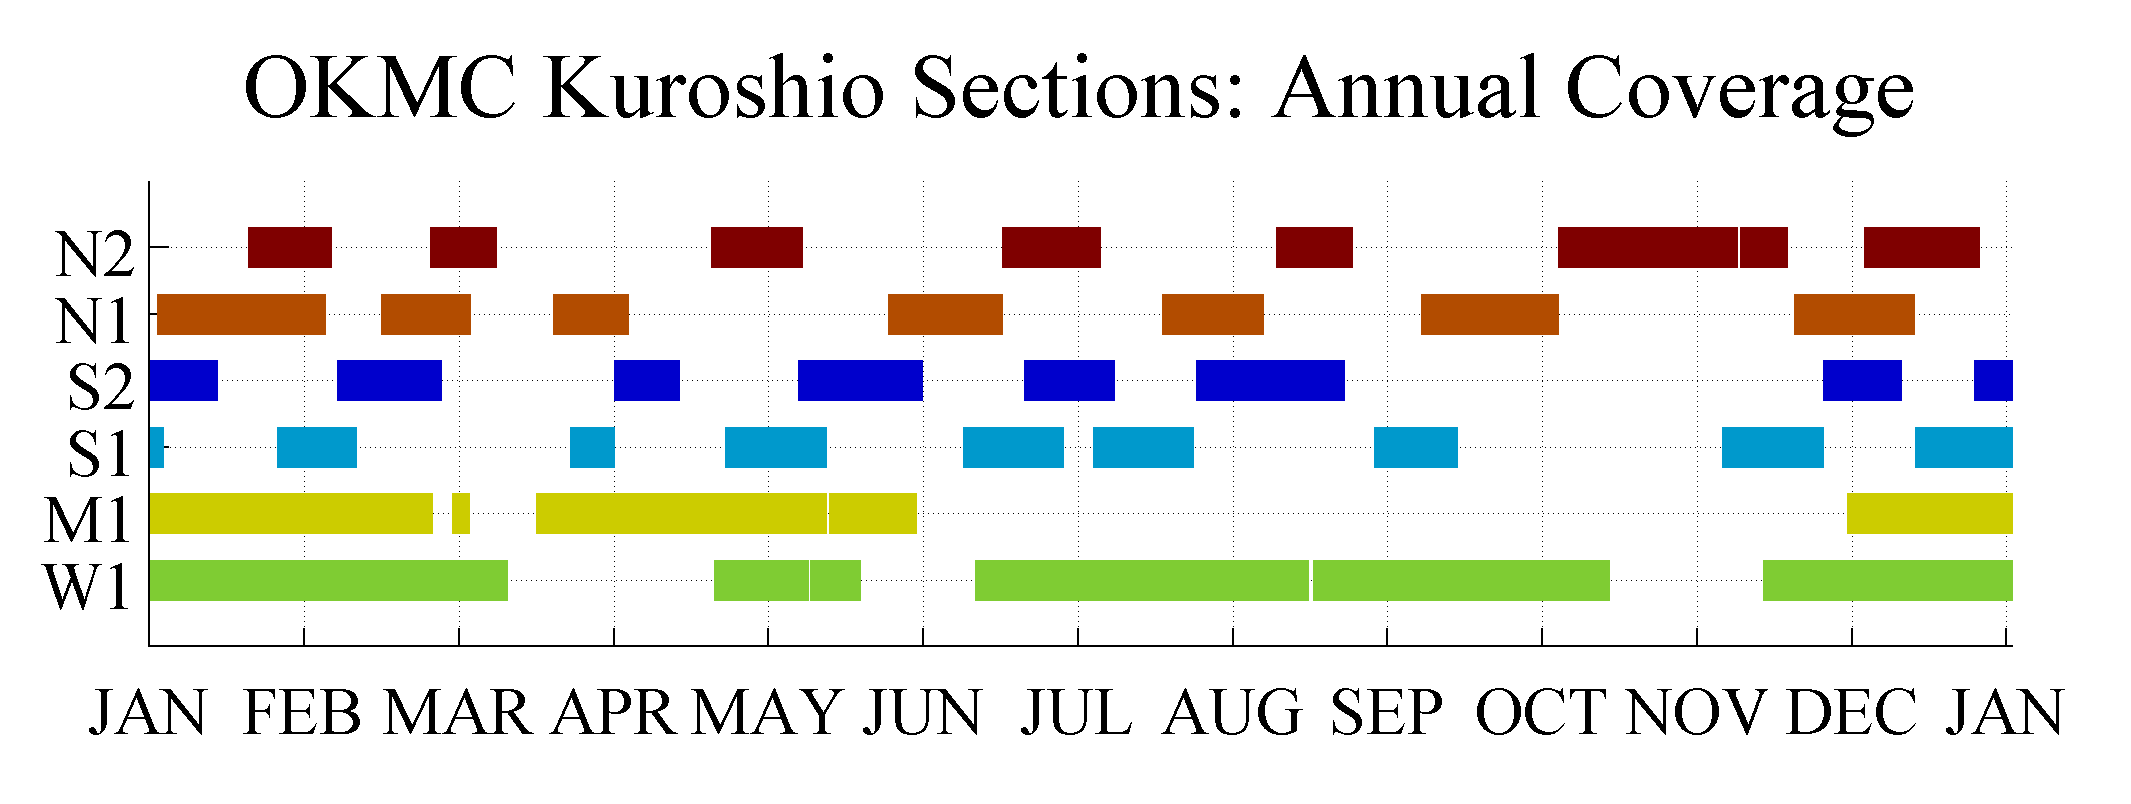 OKMC Kuroshio Sections: Annual Coverage
N2
N1
S2
S1
M1
W1
JAN FEB MAR APR MAY JUN JUL AUG SEP OCT NOV DEC JAN